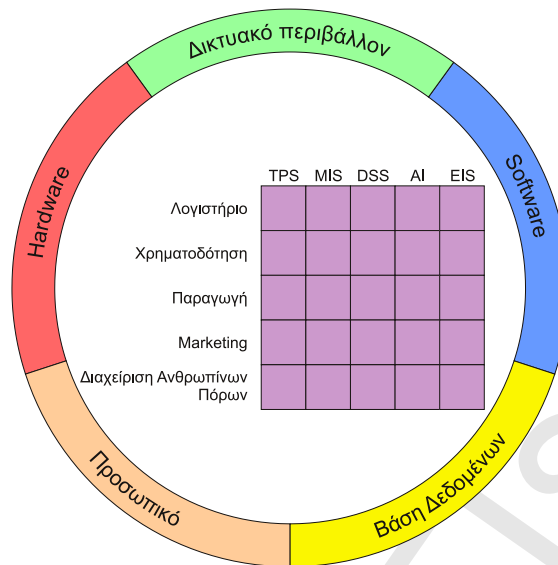 Δικτυακό περιβάλλον
Hardware
Software
TPS MIS DSS AI EIS
Λογιστήριο
Χρηματοδότηση
Παραγωγή
Marketing
Διαχείριση Ανθρωπίνων
Πόρων
Προσωπικό
Βάση Δεδομένων